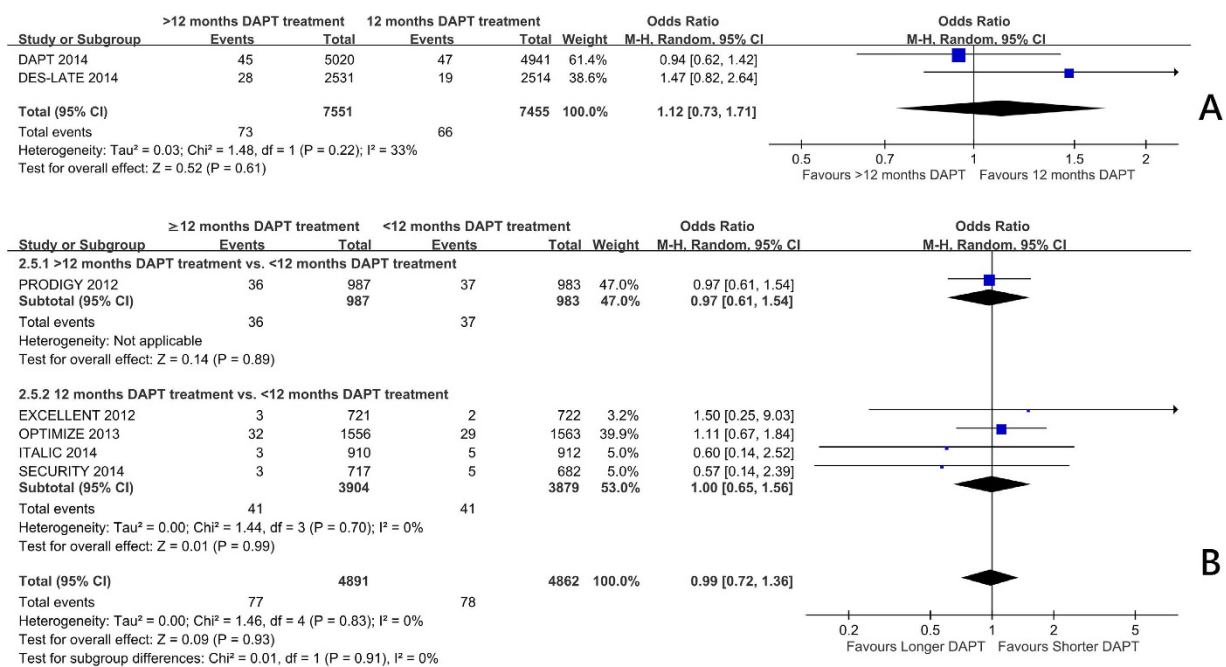 >12 months DAPT treatment 12 months DAPT treatment Odds Ratio Odds Ratio
Study or Subgroup Events Total Events Total Weight M-H, Random, 95% CI M-H, Random, 95% CI
DAPT 2014 45 5020 47 4941 61.4% 0.94 [0.62, 1.42]
DES-LATE 2014 28 2531 19 2514 38.6% 1.47 [0.82, 2.64]
Total (95% CI) 7551 7455 100.0% 1.12 [0.73, 1.71]
A
Total events 73 66
Heterogeneity: Tau² = 0.03; Chi² = 1.48, df = 1 (P = 0.22); I² = 33%
Test for overall effect: Z = 0.52 (P = 0.61)
0.5 0.7 1 1.5 2
Favours >12 months DAPT Favours 12 months DAPT
≥12 months DAPT treatment <12 months DAPT treatment Odds Ratio Odds Ratio
Study or Subgroup Events Total Events Total Weight M-H, Random, 95% CI M-H, Random, 95% CI
2.5.1 >12 months DAPT treatment vs. <12 months DAPT treatment
PRODIGY 2012 36 987 37 983 47.0% 0.97 [0.61, 1.54]
Subtotal (95% CI) 987 983 47.0% 0.97 [0.61, 1.54]
Total events 36 37
Heterogeneity: Not applicable
Test for overall effect: Z = 0.14 (P = 0.89)
2.5.2 12 months DAPT treatment vs. <12 months DAPT treatment
EXCELLENT 2012 3 721 2 722 3.2% 1.50 [0.25, 9.03]
OPTIMIZE 2013 32 1556 29 1563 39.9% 1.11 [0.67, 1.84]
ITALIC 2014 3 910 5 912 5.0% 0.60 [0.14, 2.52]
SECURITY 2014 3 717 5 682 5.0% 0.57 [0.14, 2.39]
Subtotal (95% CI) 3904 3879 53.0% 1.00 [0.65, 1.56]
Total events 41 41
Heterogeneity: Tau² = 0.00; Chi² = 1.44, df = 3 (P = 0.70); I² = 0%
Test for overall effect: Z = 0.01 (P = 0.99)
B
Total (95% CI) 4891 4862 100.0% 0.99 [0.72, 1.36]
Total events 77 78
Heterogeneity: Tau² = 0.00; Chi² = 1.46, df = 4 (P = 0.83); I² = 0%
Test for overall effect: Z = 0.09 (P = 0.93)
Test for subgroup differences: Chi² = 0.01, df = 1 (P = 0.91), I² = 0%
0.2 0.5 1 2 5
Favours Longer DAPT Favours Shorter DAPT